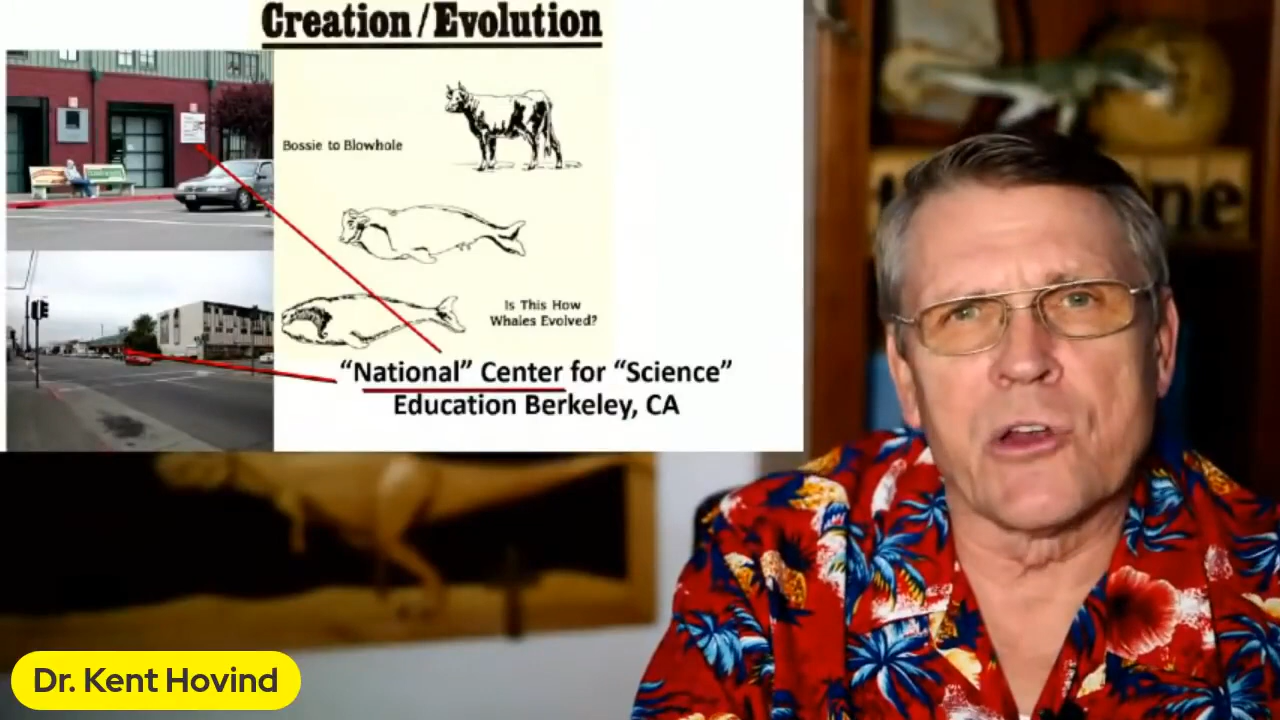 Creation/Evolution
Bossie to Blowhole
Is This How
Whales Evolved?
"National" Center for "Science"
Education Berkeley, CA
Dr. Kent Hovind